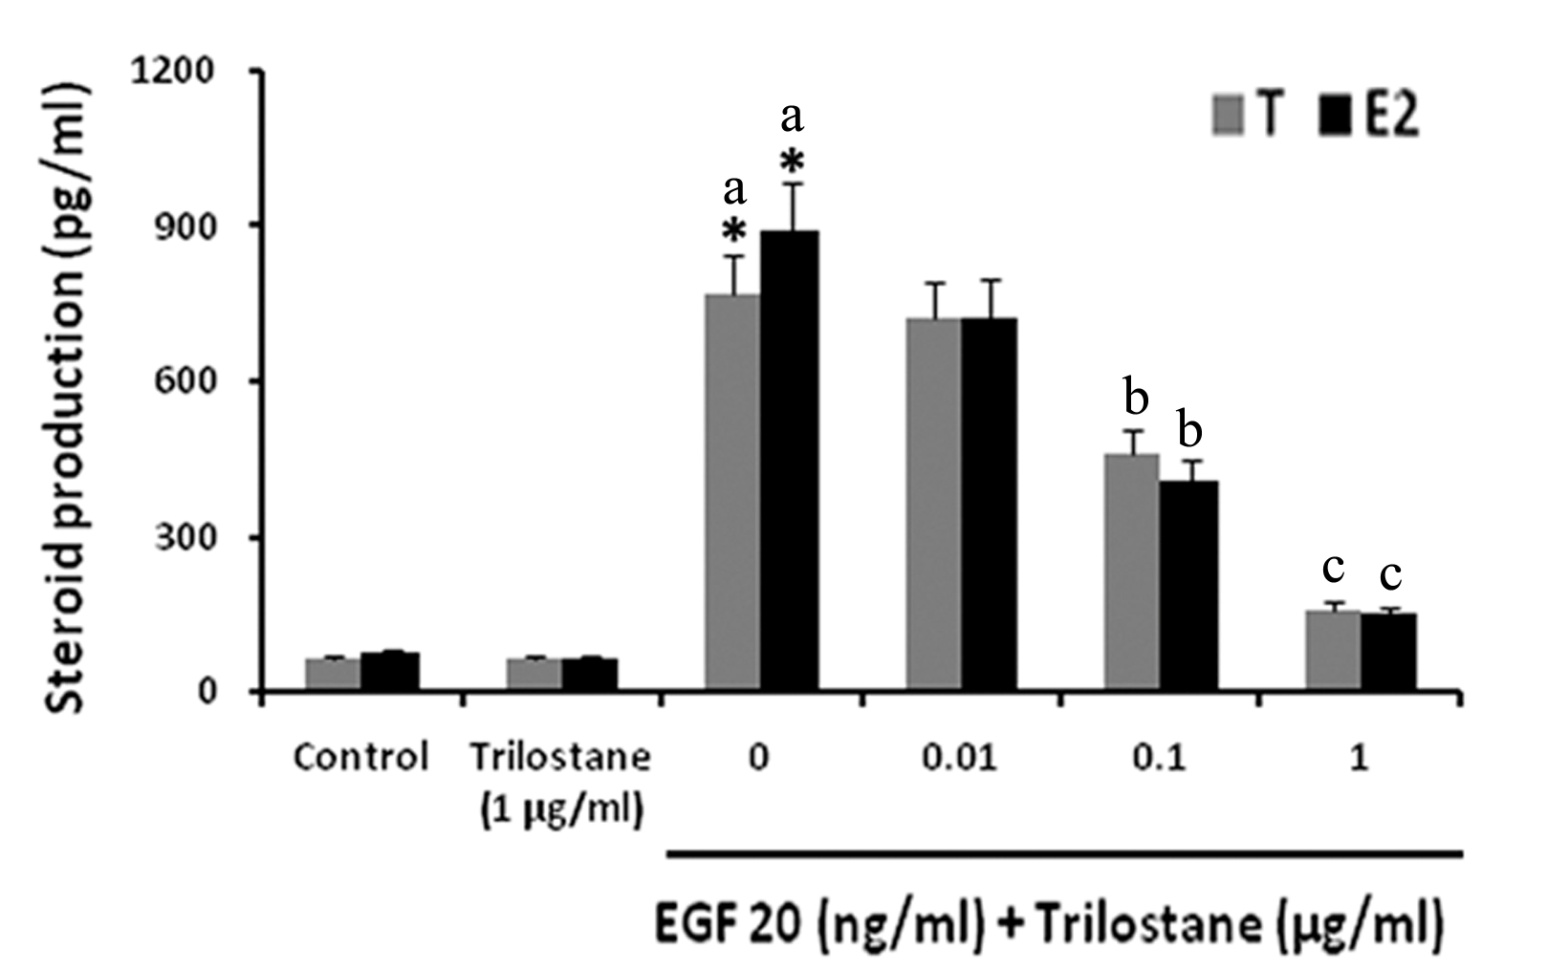 Steroid production (pg/ml)
1200
900
600
300
0
T E2
a
*
a
*
b
b
c
c
Control
Trilostane
(1 µg/ml)
0
0.01
0.1
1
EGF 20 (ng/ml) + Trilostane (µg/ml)